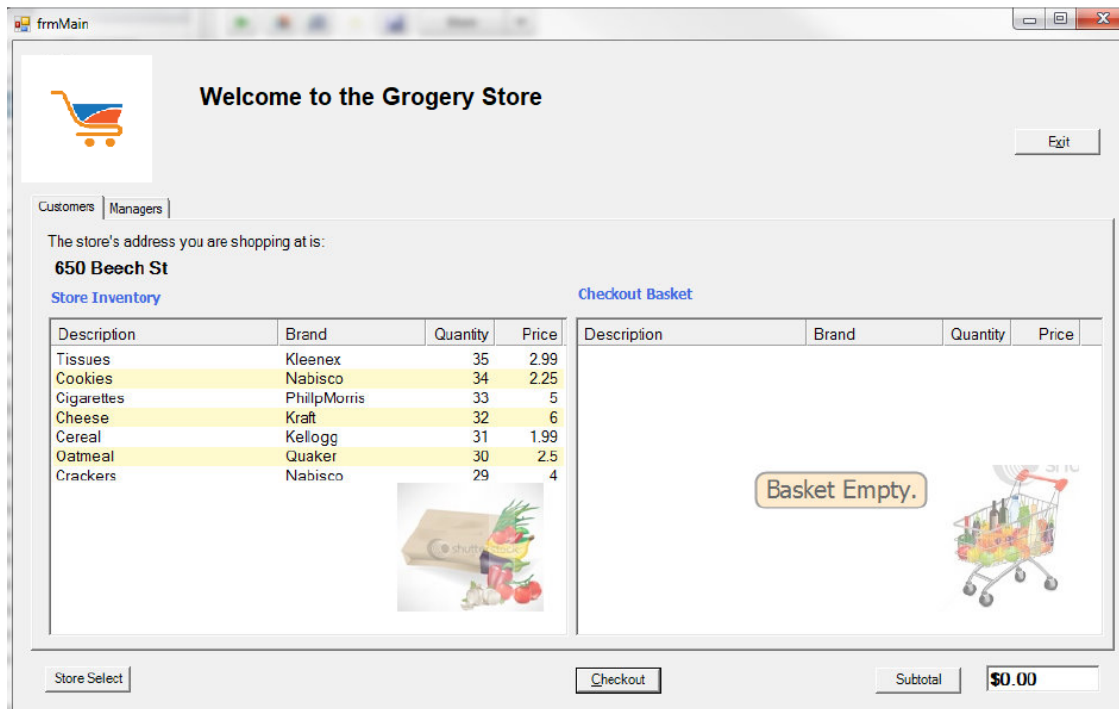 frmMain
Welcome to the Grogery Store
Exit
Customers Managers
The store's address you are shopping at is:
650 Beech St
Store Inventory
Checkout Basket
Description Brand Quantity Price
Tissues Kleenex 35 2.99
Cookies Nabisco 34 2.25
Cigarettes PhillpMorris 33 5
Cheese Kraft 32 6
Cereal Kellogg 31 1.99
Oatmeal Quaker 30 2.5
Crackers Nabisco 29 4
Description Brand Quantity Price
Basket Empty.
Store Select
Checkout
Subtotal
$0.00